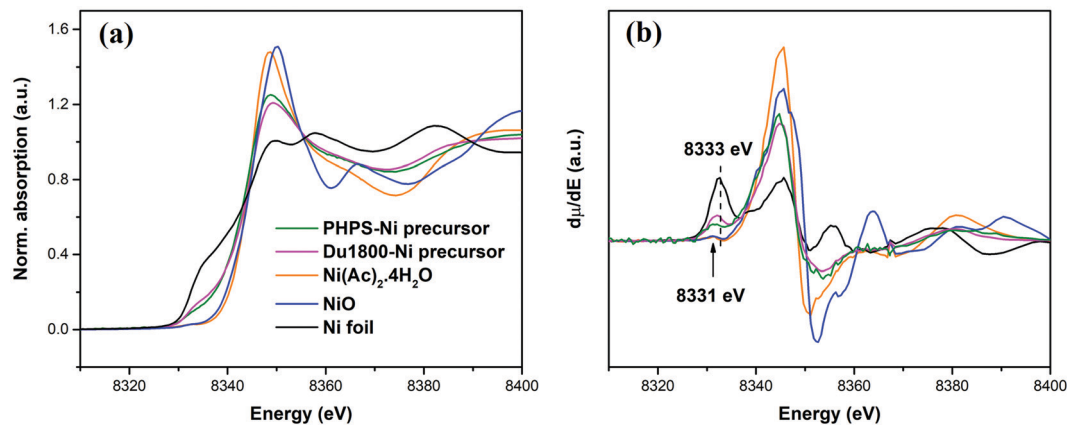 (a)
1.6
1.2
0.8
0.4
0.0
Norm. absorption (a.u.)
PHPS-Ni precursor
Du1800-Ni precursor
Ni(Ac)₂.4H₂O
NiO
Ni foil
8320 8340 8360 8380 8400
Energy (eV)
(b)
dμ/dE (a.u.)
8333 eV
8331 eV
8320 8340 8360 8380 8400
Energy (eV)